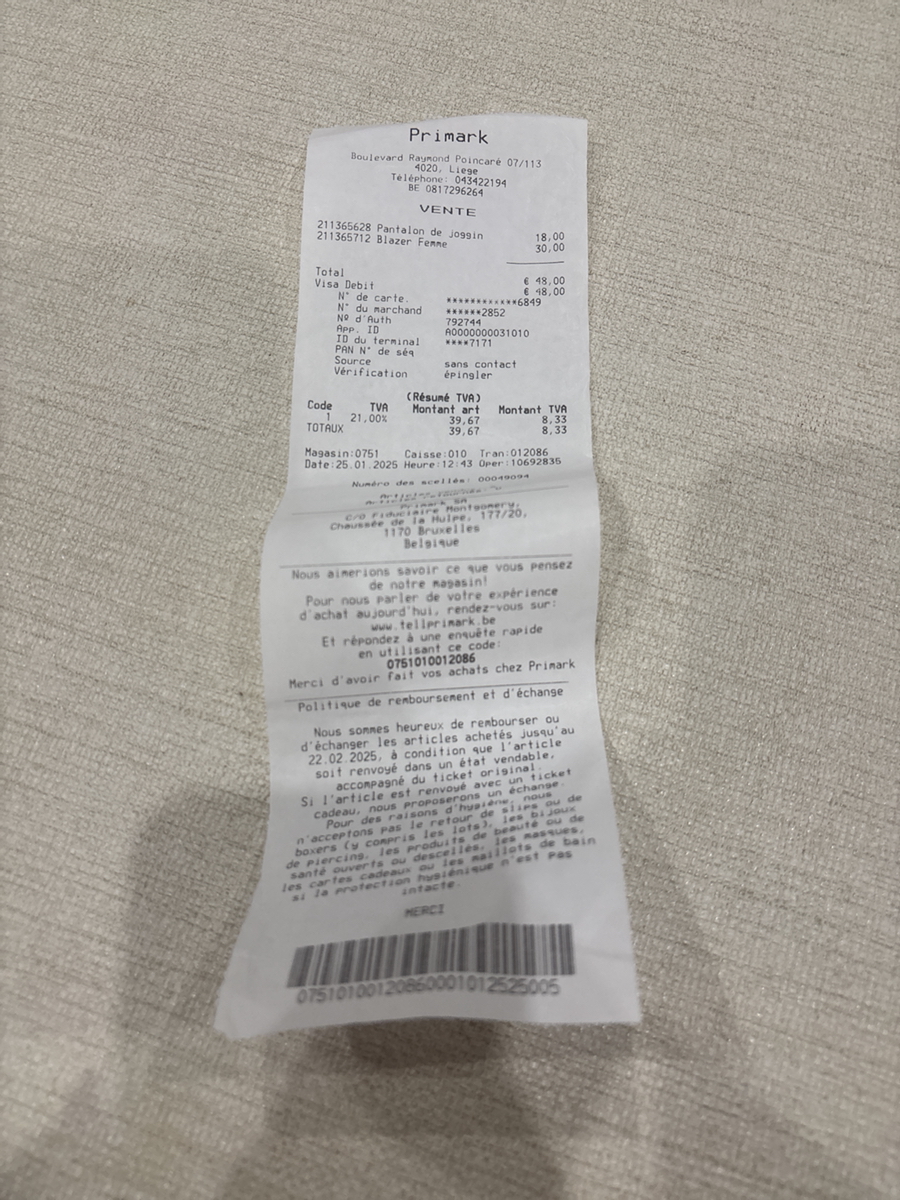 Primark
Boulevard Raymond Poincaré 07/113
4020, Liege
Téléphone: 043422194
BE 0817296264
VENTE
211365628 Pantalon de joggin 18,00
211365712 Blazer Femme 30,00
Total € 48,00
Visa Debit € 48,00
N° de carte. ************6849
N° du marchand ******2852
Nº d'Auth 792744
App. ID A0000000031010
ID du terminal ****7171
PAN N° de séq
Source sans contact
Vérification épingler
(Résumé TVA)
Code TVA Montant art Montant TVA
1 21,00% 39,67 8,33
TOTAUX 39,67 8,33
Magasin:0751 Caisse:010 Tran:012086
Date:25.01.2025 Heure:12:43 Oper:10692835
Numéro des scellés: 00049094
Primark SA
C/O Fiduciaire Montgomery,
Chaussée de la Hulpe, 177/20,
1170 Bruxelles
Belgique
Nous aimerions savoir ce que vous pensez
de notre magasin!
Pour nous parler de votre expérience
d'achat aujourd'hui, rendez-vous sur:
www.tellprimark.be
Et répondez à une enquête rapide
en utilisant ce code:
0751010012086
Merci d'avoir fait vos achats chez Primark
Politique de remboursement et d'échange
Nous sommes heureux de rembourser ou
d'échanger les articles achetés jusqu'au
22.02.2025, à condition que l'article
soit renvoyé dans un état vendable,
accompagné du ticket original.
Si l'article est renvoyé avec un ticket
cadeau, nous proposerons un échange.
Pour des raisons d'hygiène, nous
n'acceptons pas le retour de slips ou de
boxers (y compris les lots), les bijoux
de piercing, les produits de beauté ou de
santé ouverts ou descellés, les masques,
les cartes cadeaux ou les maillots de bain
si la protection hygiénique n'est pas
intacte.
MERCI
07510100120860001012525005